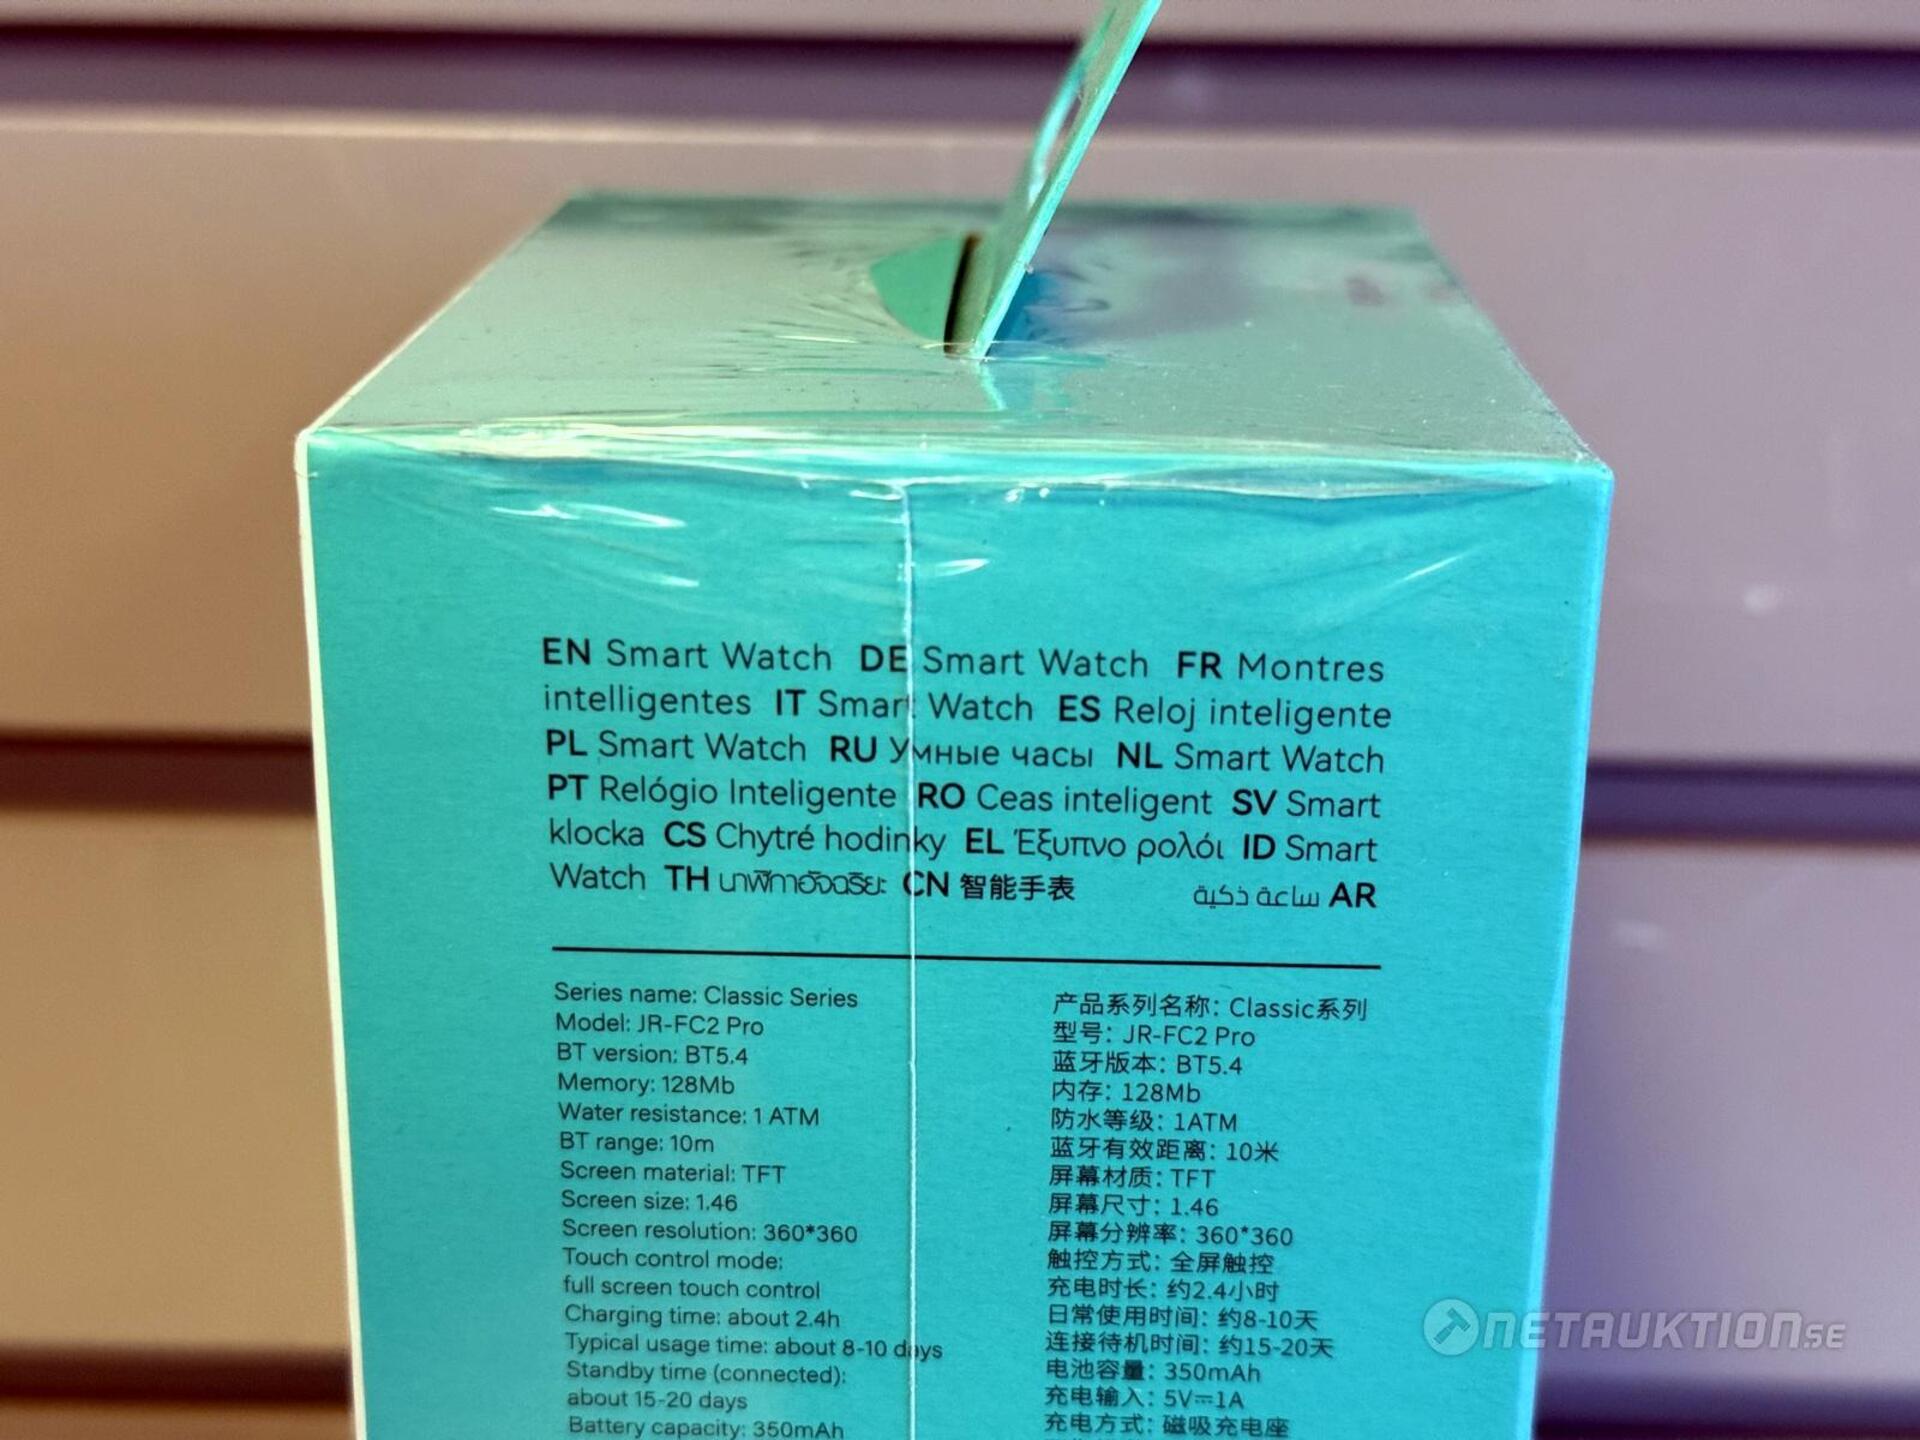 EN Smart Watch DE Smart Watch FR Montres
intelligentes IT Smart Watch ES Reloj inteligente
PL Smart Watch RU Умные часы NL Smart Watch
PT Relógio Inteligente RO Ceas inteligent SV Smart
klocka CS Chytré hodinky EL Έξυπνο ρολόι ID Smart
Watch TH นาฬิกาอัจฉริยะ CN 智能手表 ساعة ذكية AR
Series name: Classic Series
Model: JR-FC2 Pro
BT version: BT5.4
Memory: 128Mb
Water resistance: 1 ATM
BT range: 10m
Screen material: TFT
Screen size: 1.46
Screen resolution: 360*360
Touch control mode:
full screen touch control
Charging time: about 2.4h
Typical usage time: about 8-10 days
Standby time (connected):
about 15-20 days
Battery capacity: 350mAh
产品系列名称: Classic系列
型号: JR-FC2 Pro
蓝牙版本: BT5.4
内存: 128Mb
防水等级: 1ATM
蓝牙有效距离: 10米
屏幕材质: TFT
屏幕尺寸: 1.46
屏幕分辨率: 360*360
触控方式: 全屏触控
充电时长: 约2.4小时
日常使用时间: 约8-10天
连接待机时间: 约15-20天
电池容量: 350mAh
充电输入: 5V⎓1A
充电方式: 磁吸充电座
NETAUKTION.SE